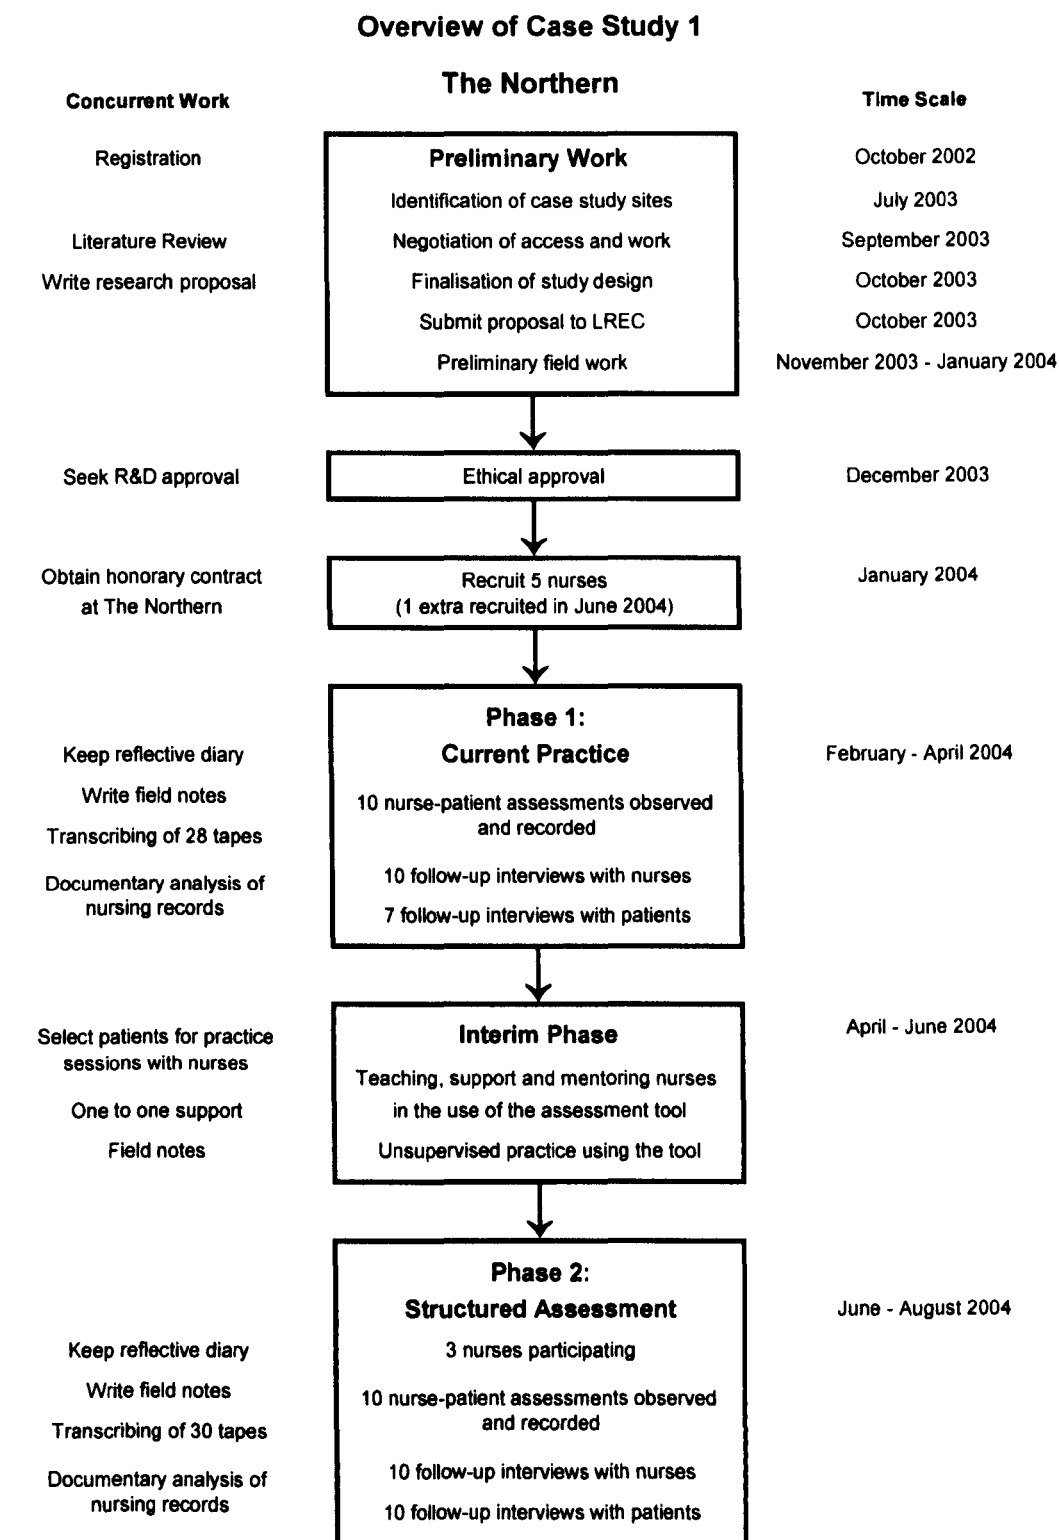 Overview of Case Study 1
The Northern
Concurrent Work
Time Scale
Registration
Preliminary Work
October 2002
Identification of case study sites
July 2003
Literature Review
Negotiation of access and work
September 2003
Write research proposal
Finalisation of study design
October 2003
Submit proposal to LREC
October 2003
Preliminary field work
November 2003 - January 2004
Seek R&D approval
Ethical approval
December 2003
Obtain honorary contract
at The Northern
Recruit 5 nurses
(1 extra recruited in June 2004)
January 2004
Phase 1:
Keep reflective diary
Current Practice
February - April 2004
Write field notes
10 nurse-patient assessments observed
and recorded
Transcribing of 28 tapes
Documentary analysis of
nursing records
10 follow-up interviews with nurses
7 follow-up interviews with patients
Select patients for practice
sessions with nurses
Interim Phase
April - June 2004
Teaching, support and mentoring nurses
in the use of the assessment tool
One to one support
Field notes
Unsupervised practice using the tool
Phase 2:
Structured Assessment
June - August 2004
Keep reflective diary
3 nurses participating
Write field notes
10 nurse-patient assessments observed
and recorded
Transcribing of 30 tapes
Documentary analysis of
nursing records
10 follow-up interviews with nurses
10 follow-up interviews with patients